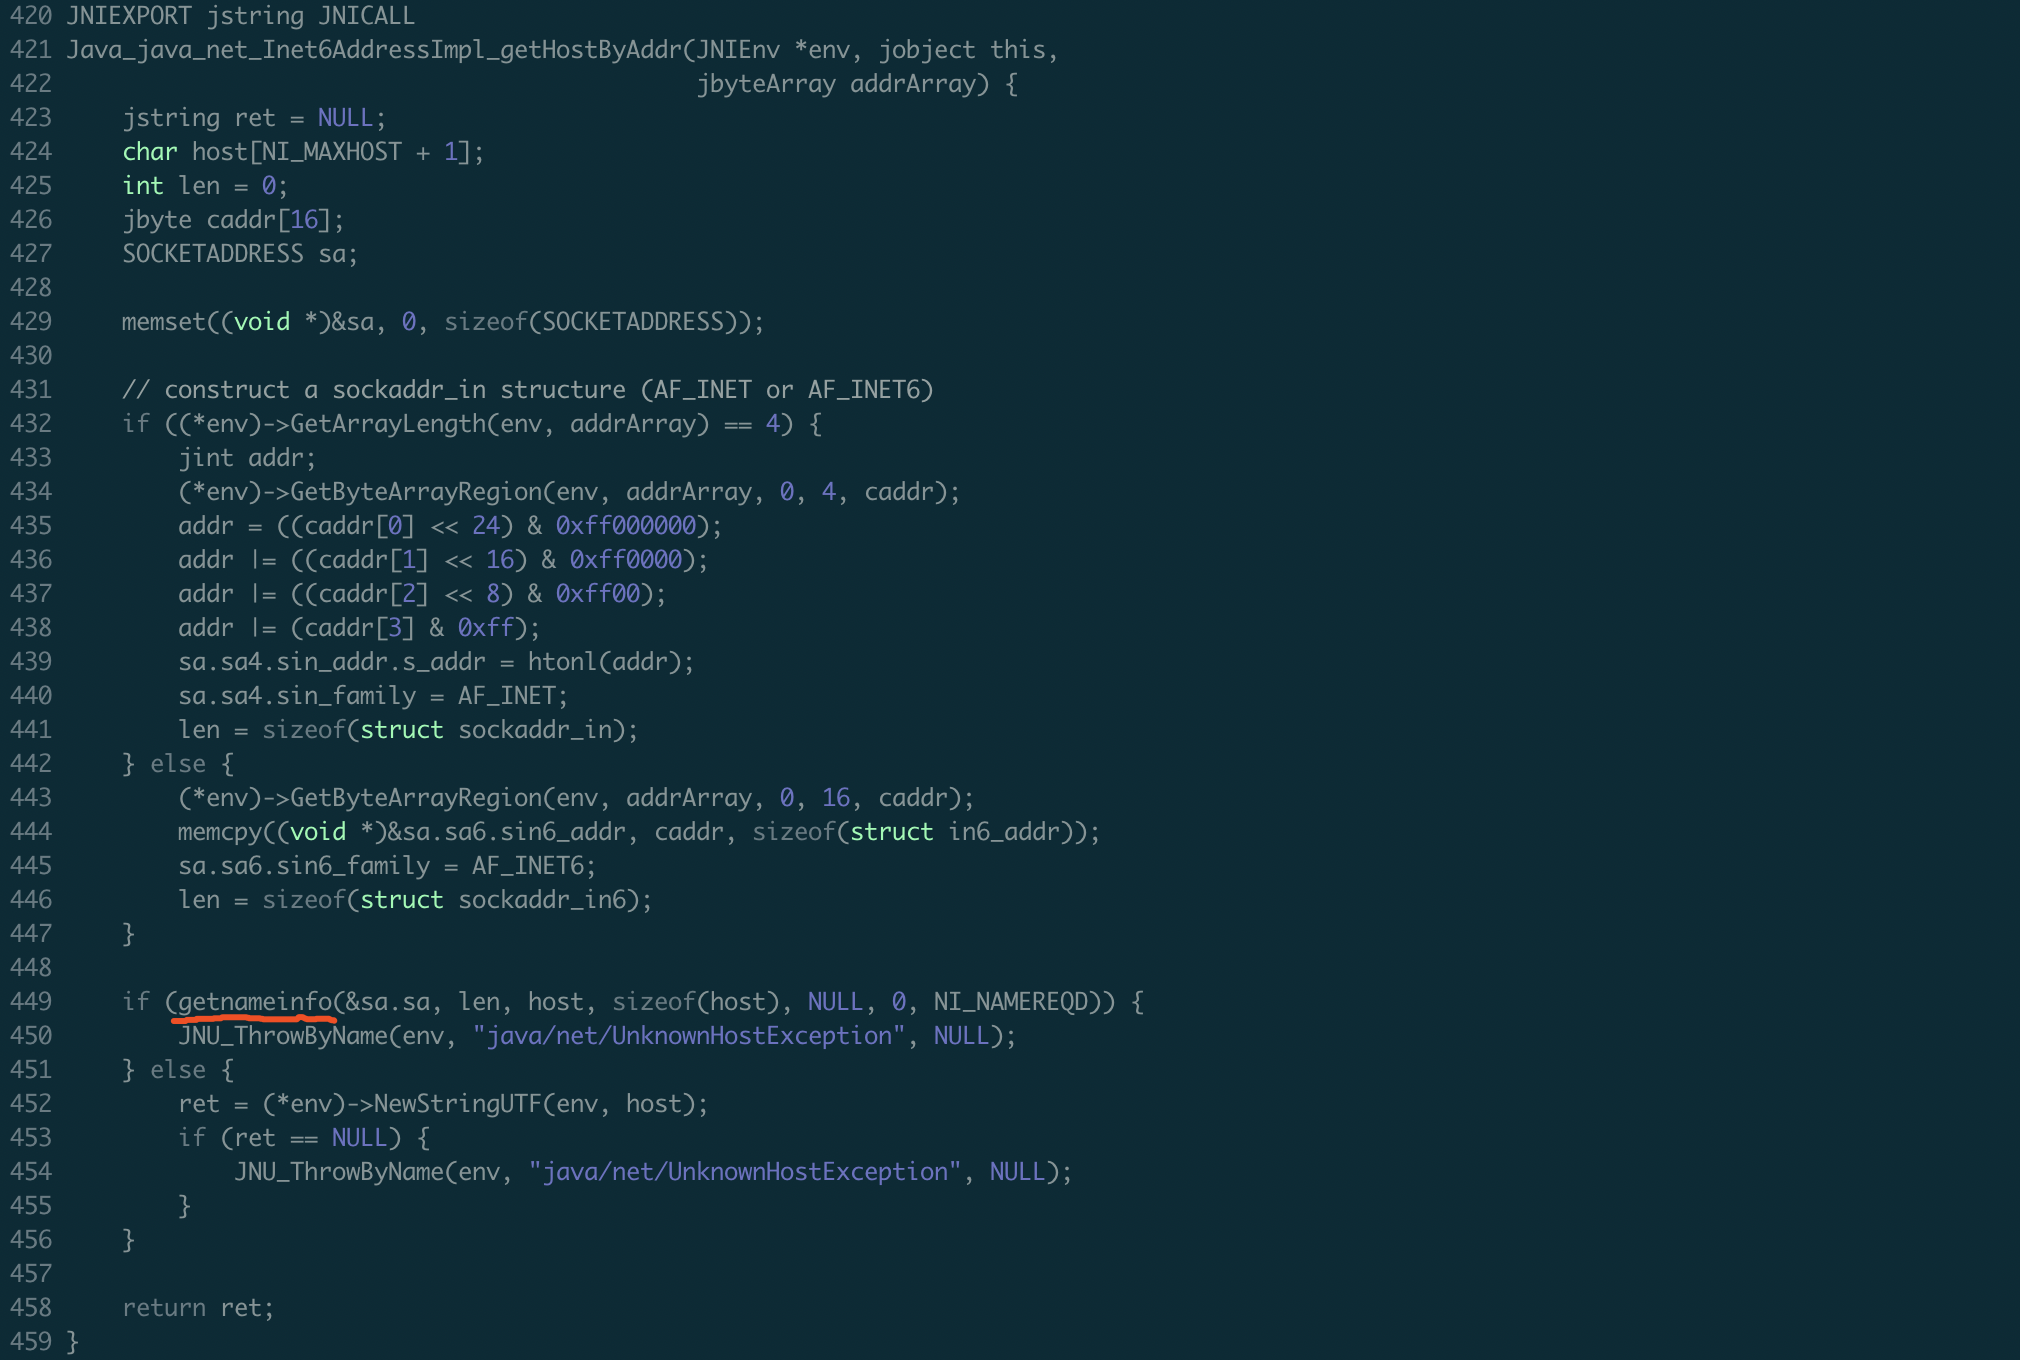 420 JNIEXPORT jstring JNICALL
421 Java_java_net_Inet6AddressImpl_getHostByAddr(JNIEnv *env, jobject this,
422                                              jbyteArray addrArray) {
423     jstring ret = NULL;
424     char host[NI_MAXHOST + 1];
425     int len = 0;
426     jbyte caddr[16];
427     SOCKETADDRESS sa;
428
429     memset((void *)&sa, 0, sizeof(SOCKETADDRESS));
430
431     // construct a sockaddr_in structure (AF_INET or AF_INET6)
432     if ((*env)->GetArrayLength(env, addrArray) == 4) {
433         jint addr;
434         (*env)->GetByteArrayRegion(env, addrArray, 0, 4, caddr);
435         addr = ((caddr[0] << 24) & 0xff000000);
436         addr |= ((caddr[1] << 16) & 0xff0000);
437         addr |= ((caddr[2] << 8) & 0xff00);
438         addr |= (caddr[3] & 0xff);
439         sa.sa4.sin_addr.s_addr = htonl(addr);
440         sa.sa4.sin_family = AF_INET;
441         len = sizeof(struct sockaddr_in);
442     } else {
443         (*env)->GetByteArrayRegion(env, addrArray, 0, 16, caddr);
444         memcpy((void *)&sa.sa6.sin6_addr, caddr, sizeof(struct in6_addr));
445         sa.sa6.sin6_family = AF_INET6;
446         len = sizeof(struct sockaddr_in6);
447     }
448
449     if (getnameinfo(&sa.sa, len, host, sizeof(host), NULL, 0, NI_NAMEREQD)) {
450         JNU_ThrowByName(env, "java/net/UnknownHostException", NULL);
451     } else {
452         ret = (*env)->NewStringUTF(env, host);
453         if (ret == NULL) {
454             JNU_ThrowByName(env, "java/net/UnknownHostException", NULL);
455         }
456     }
457
458     return ret;
459 }